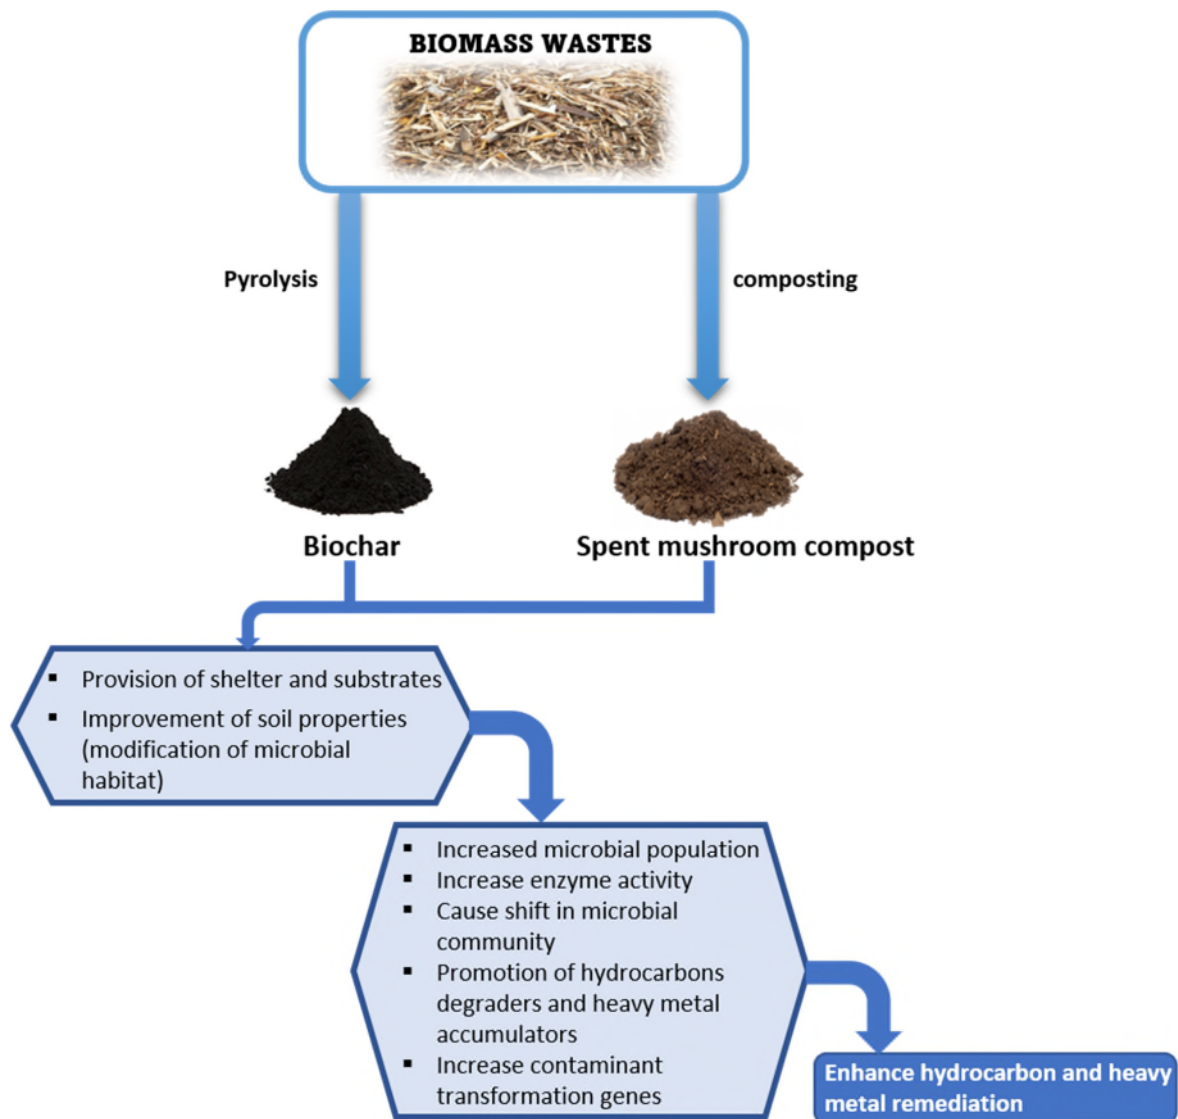 BIOMASS WASTES
Pyrolysis
composting
Biochar
Spent mushroom compost
▪ Provision of shelter and substrates
▪ Improvement of soil properties
(modification of microbial
habitat)
▪ Increased microbial population
▪ Increase enzyme activity
▪ Cause shift in microbial
community
▪ Promotion of hydrocarbons
degraders and heavy metal
accumulators
▪ Increase contaminant
transformation genes
Enhance hydrocarbon and heavy
metal remediation